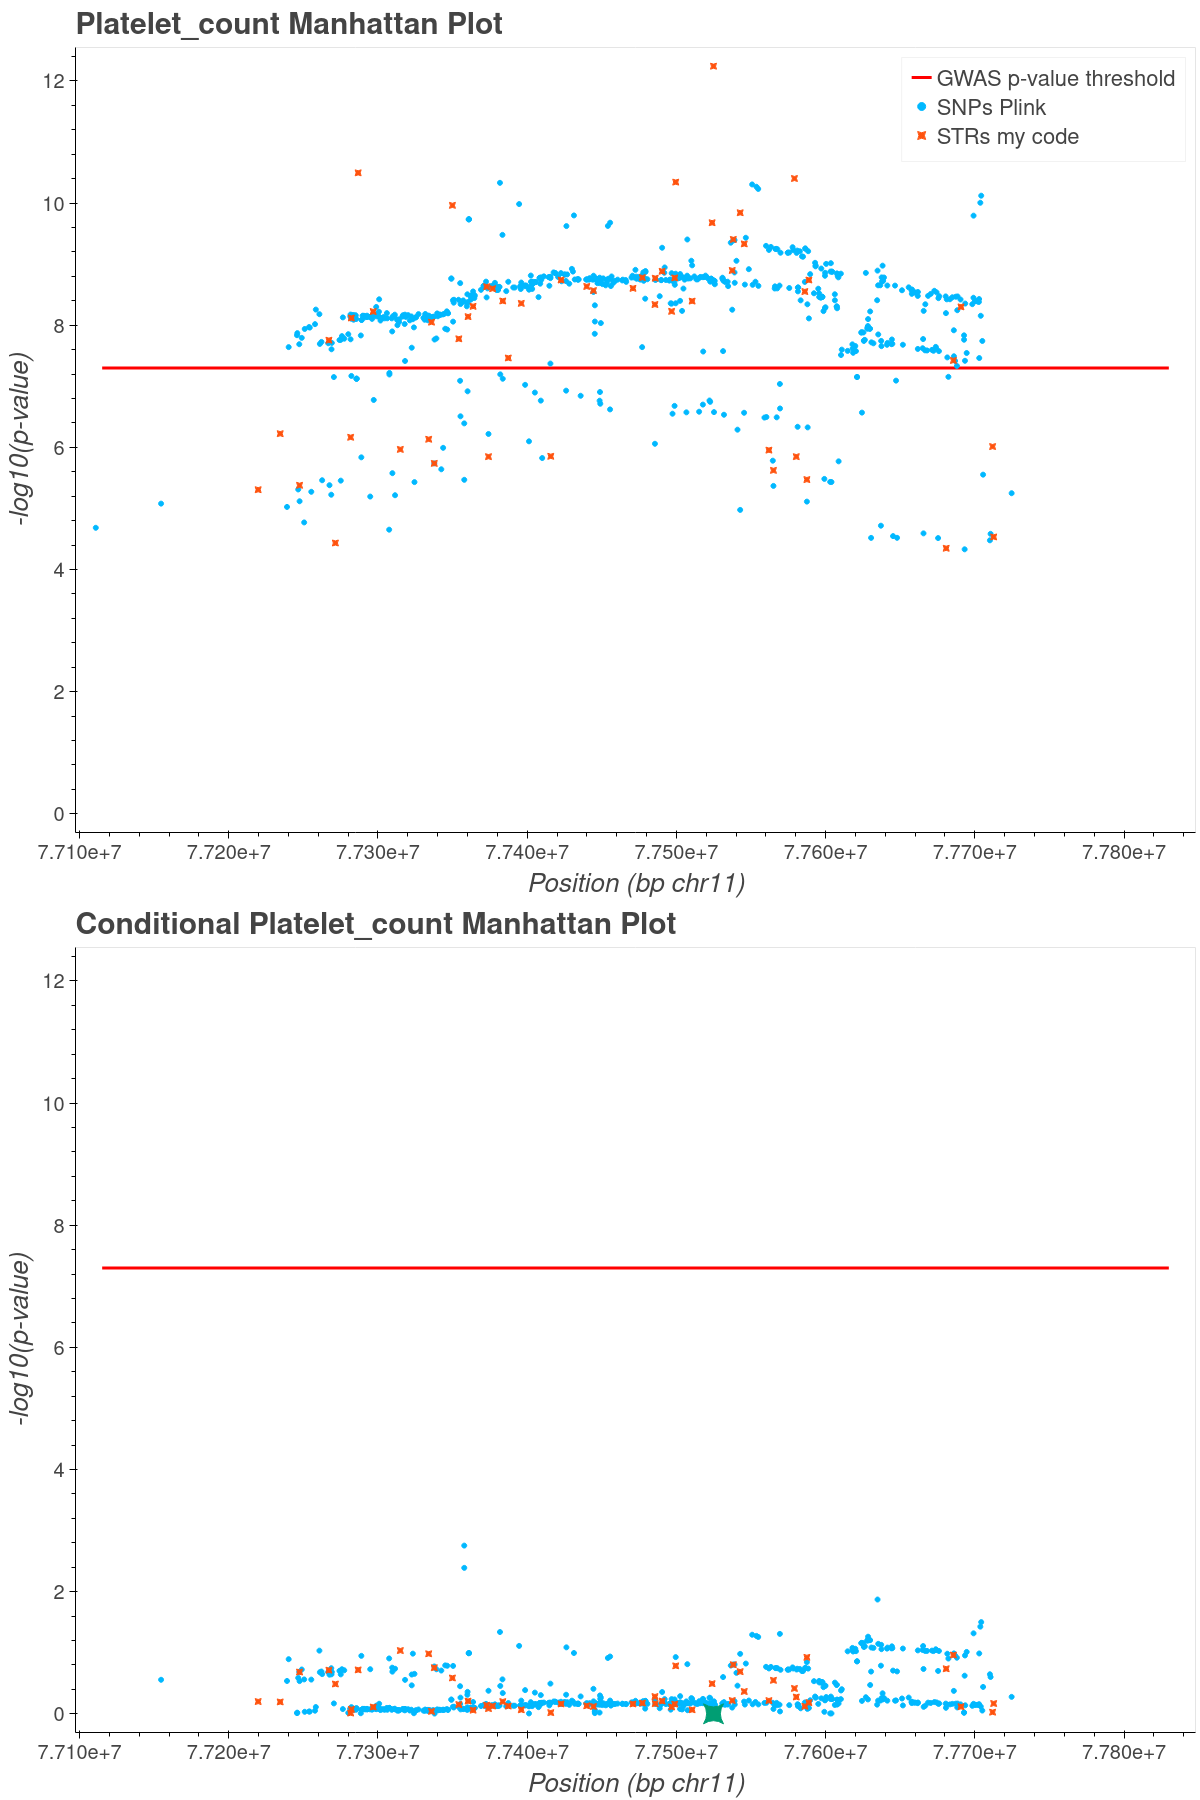 Platelet_count Manhattan Plot
GWAS p-value threshold
SNPs Plink
STRs my code
12
10
8
6
4
2
0
-log10(p-value)
7.710e+7 7.720e+7 7.730e+7 7.740e+7 7.750e+7 7.760e+7 7.770e+7 7.780e+7
Position (bp chr11)
Conditional Platelet_count Manhattan Plot
12
10
8
6
4
2
0
-log10(p-value)
7.710e+7 7.720e+7 7.730e+7 7.740e+7 7.750e+7 7.760e+7 7.770e+7 7.780e+7
Position (bp chr11)